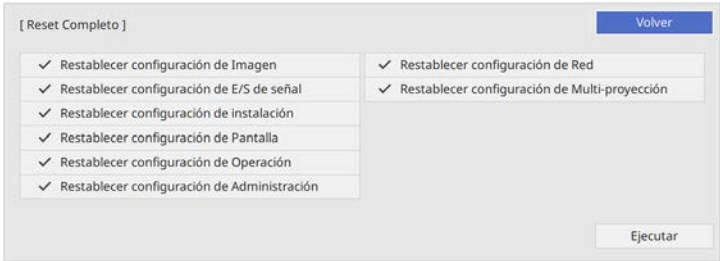 [ Reset Completo ]
Volver
Restablecer configuración de Imagen
Restablecer configuración de E/S de señal
Restablecer configuración de instalación
Restablecer configuración de Pantalla
Restablecer configuración de Operación
Restablecer configuración de Administración
Restablecer configuración de Red
Restablecer configuración de Multi-proyección
Ejecutar